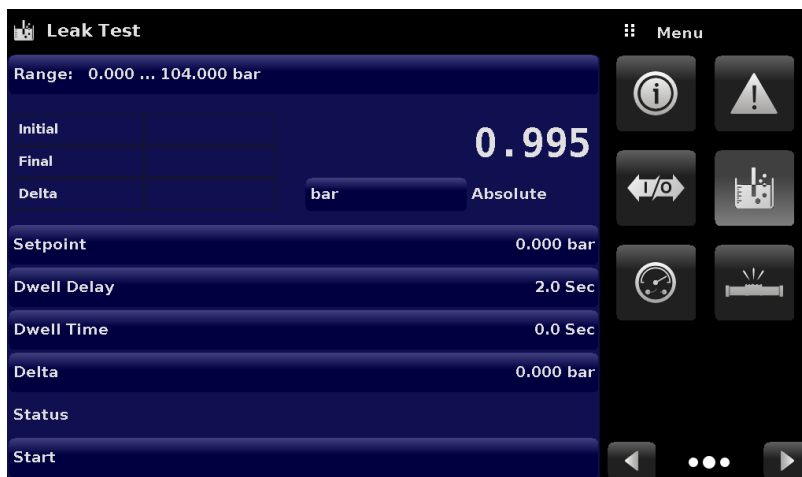 Leak Test
Menu
Range: 0.000 ... 104.000 bar
Initial
0.995
Final
Delta
bar
Absolute
I/O
Setpoint 0.000 bar
Dwell Delay 2.0 Sec
Dwell Time 0.0 Sec
Delta 0.000 bar
Status
Start